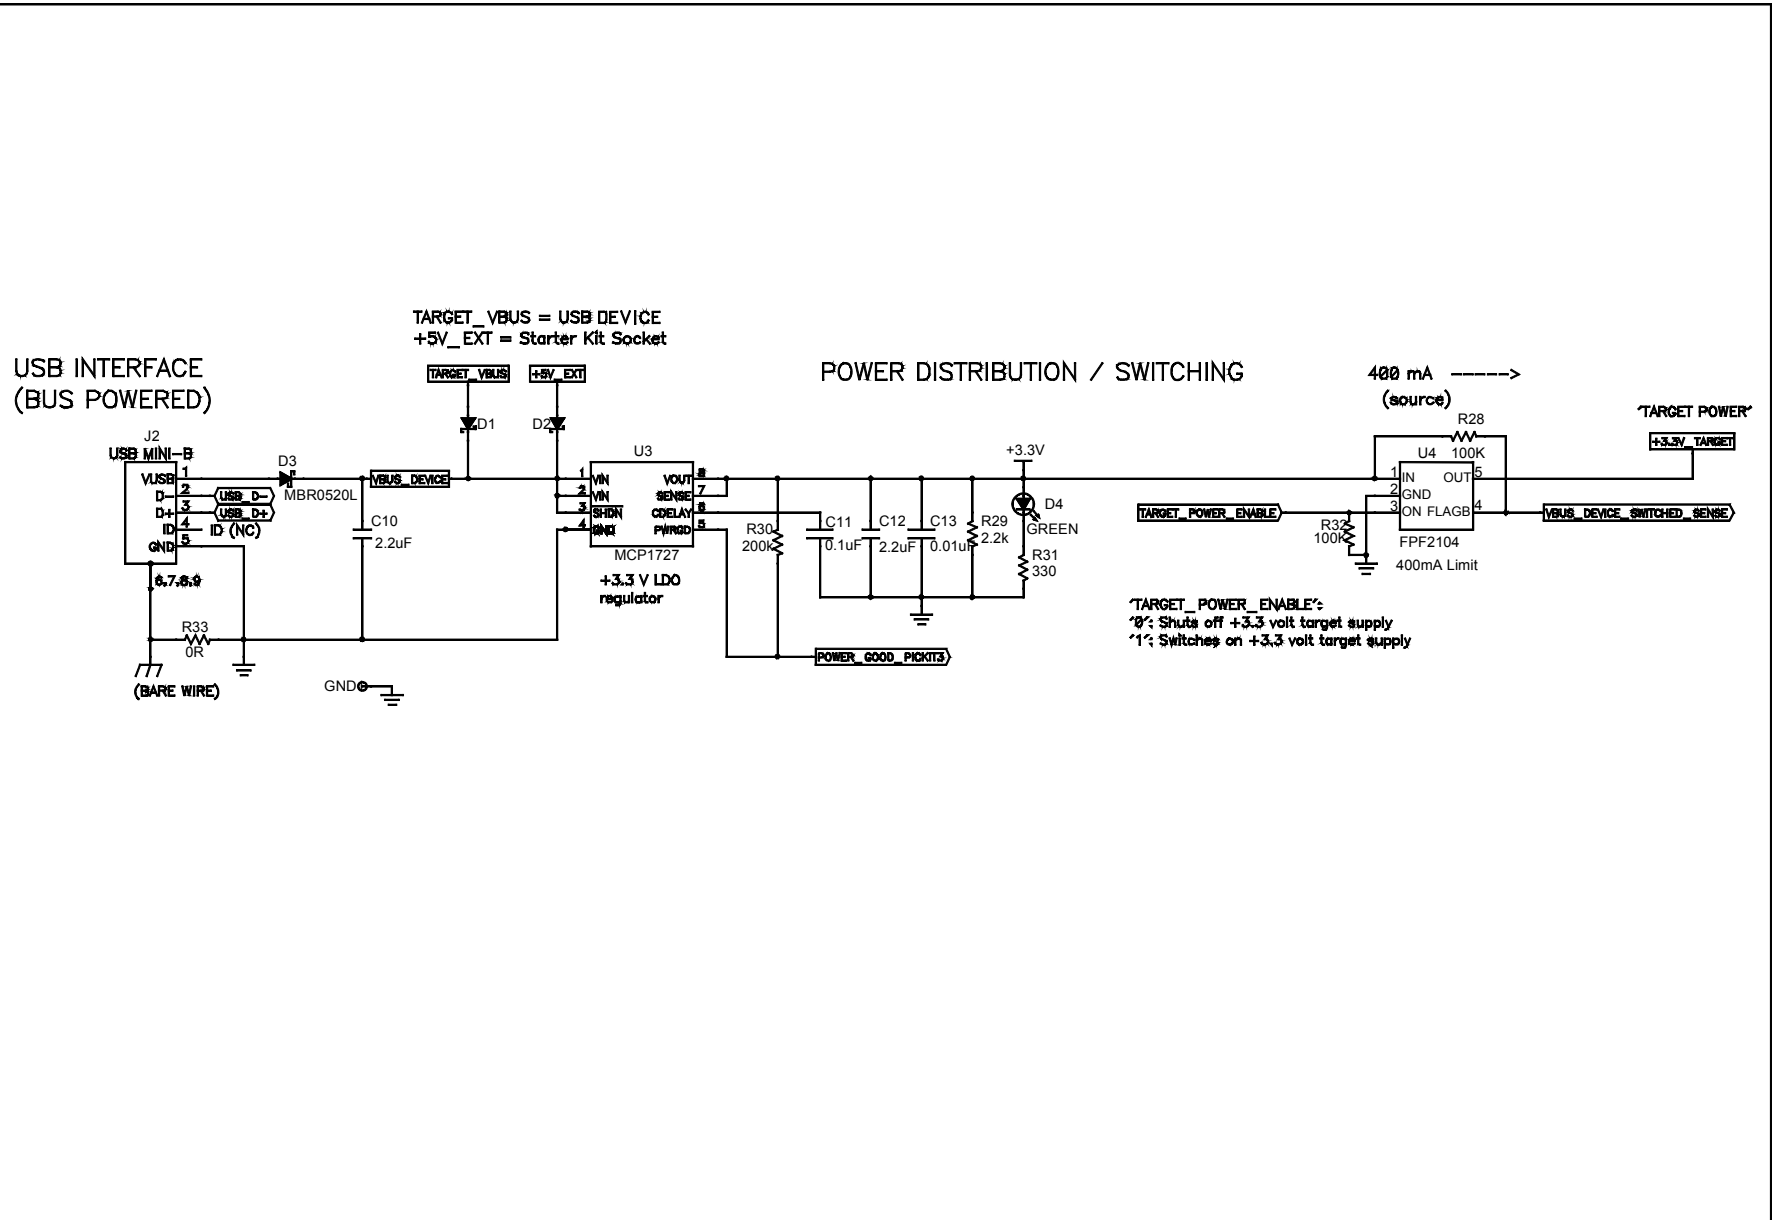 TARGET_VBUS = USB DEVICE
+5V_EXT = Starter Kit Socket
USB INTERFACE
(BUS POWERED)
TARGET_VBUS
+5V_EXT
POWER DISTRIBUTION / SWITCHING
400 mA ----->
(source)
'TARGET POWER'
+3.3V_TARGET
J2
USB MINI-B
VUSB 1
D- 2
D+ 3
ID 4
GND 5
USB_D-
USB_D+
ID (NC)
6,7,8,9
D3
MBR0520L
VBUS_DEVICE
C10
2.2uF
D1
D2
U3
1 VIN
2 VIN
3 SHDN
4 GND
VOUT 8
SENSE 7
CDELAY 6
PWRGD 5
MCP1727
+3.3 V LDO
regulator
R30
200k
C11
0.1uF
C12
2.2uF
C13
0.01uF
R29
2.2k
+3.3V
D4
GREEN
R31
330
POWER_GOOD_PICKIT3
R33
0R
(BARE WIRE)
GND
TARGET_POWER_ENABLE
R32
100K
R28
100K
U4
1 IN
2 GND
3 ON
OUT 5
FLAGB 4
FPF2104
400mA Limit
VBUS_DEVICE_SWITCHED_SENSE
'TARGET_POWER_ENABLE':
'0': Shuts off +3.3 volt target supply
'1': Switches on +3.3 volt target supply